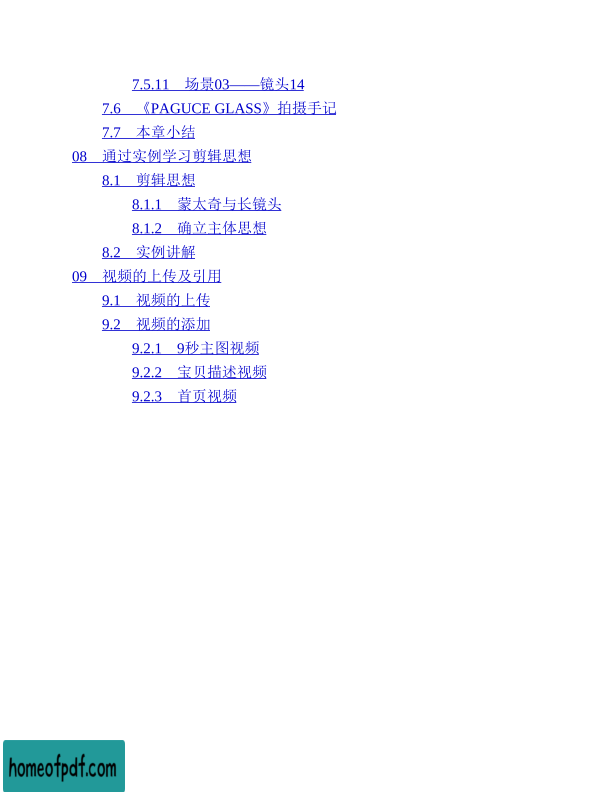 7.5.11 场景03——镜头14
7.6 《PAGUCE GLASS》拍摄手记
7.7 本章小结
08 通过实例学习剪辑思想
8.1 剪辑思想
8.1.1 蒙太奇与长镜头
8.1.2 确立主体思想
8.2 实例讲解
09 视频的上传及引用
9.1 视频的上传
9.2 视频的添加
9.2.1 9秒主图视频
9.2.2 宝贝描述视频
9.2.3 首页视频
homeofpdf.com